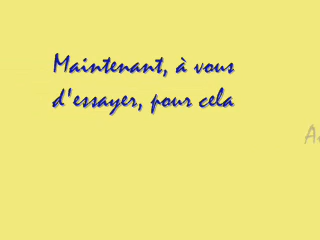 Maintenant, à vous
d'essayer, pour cela